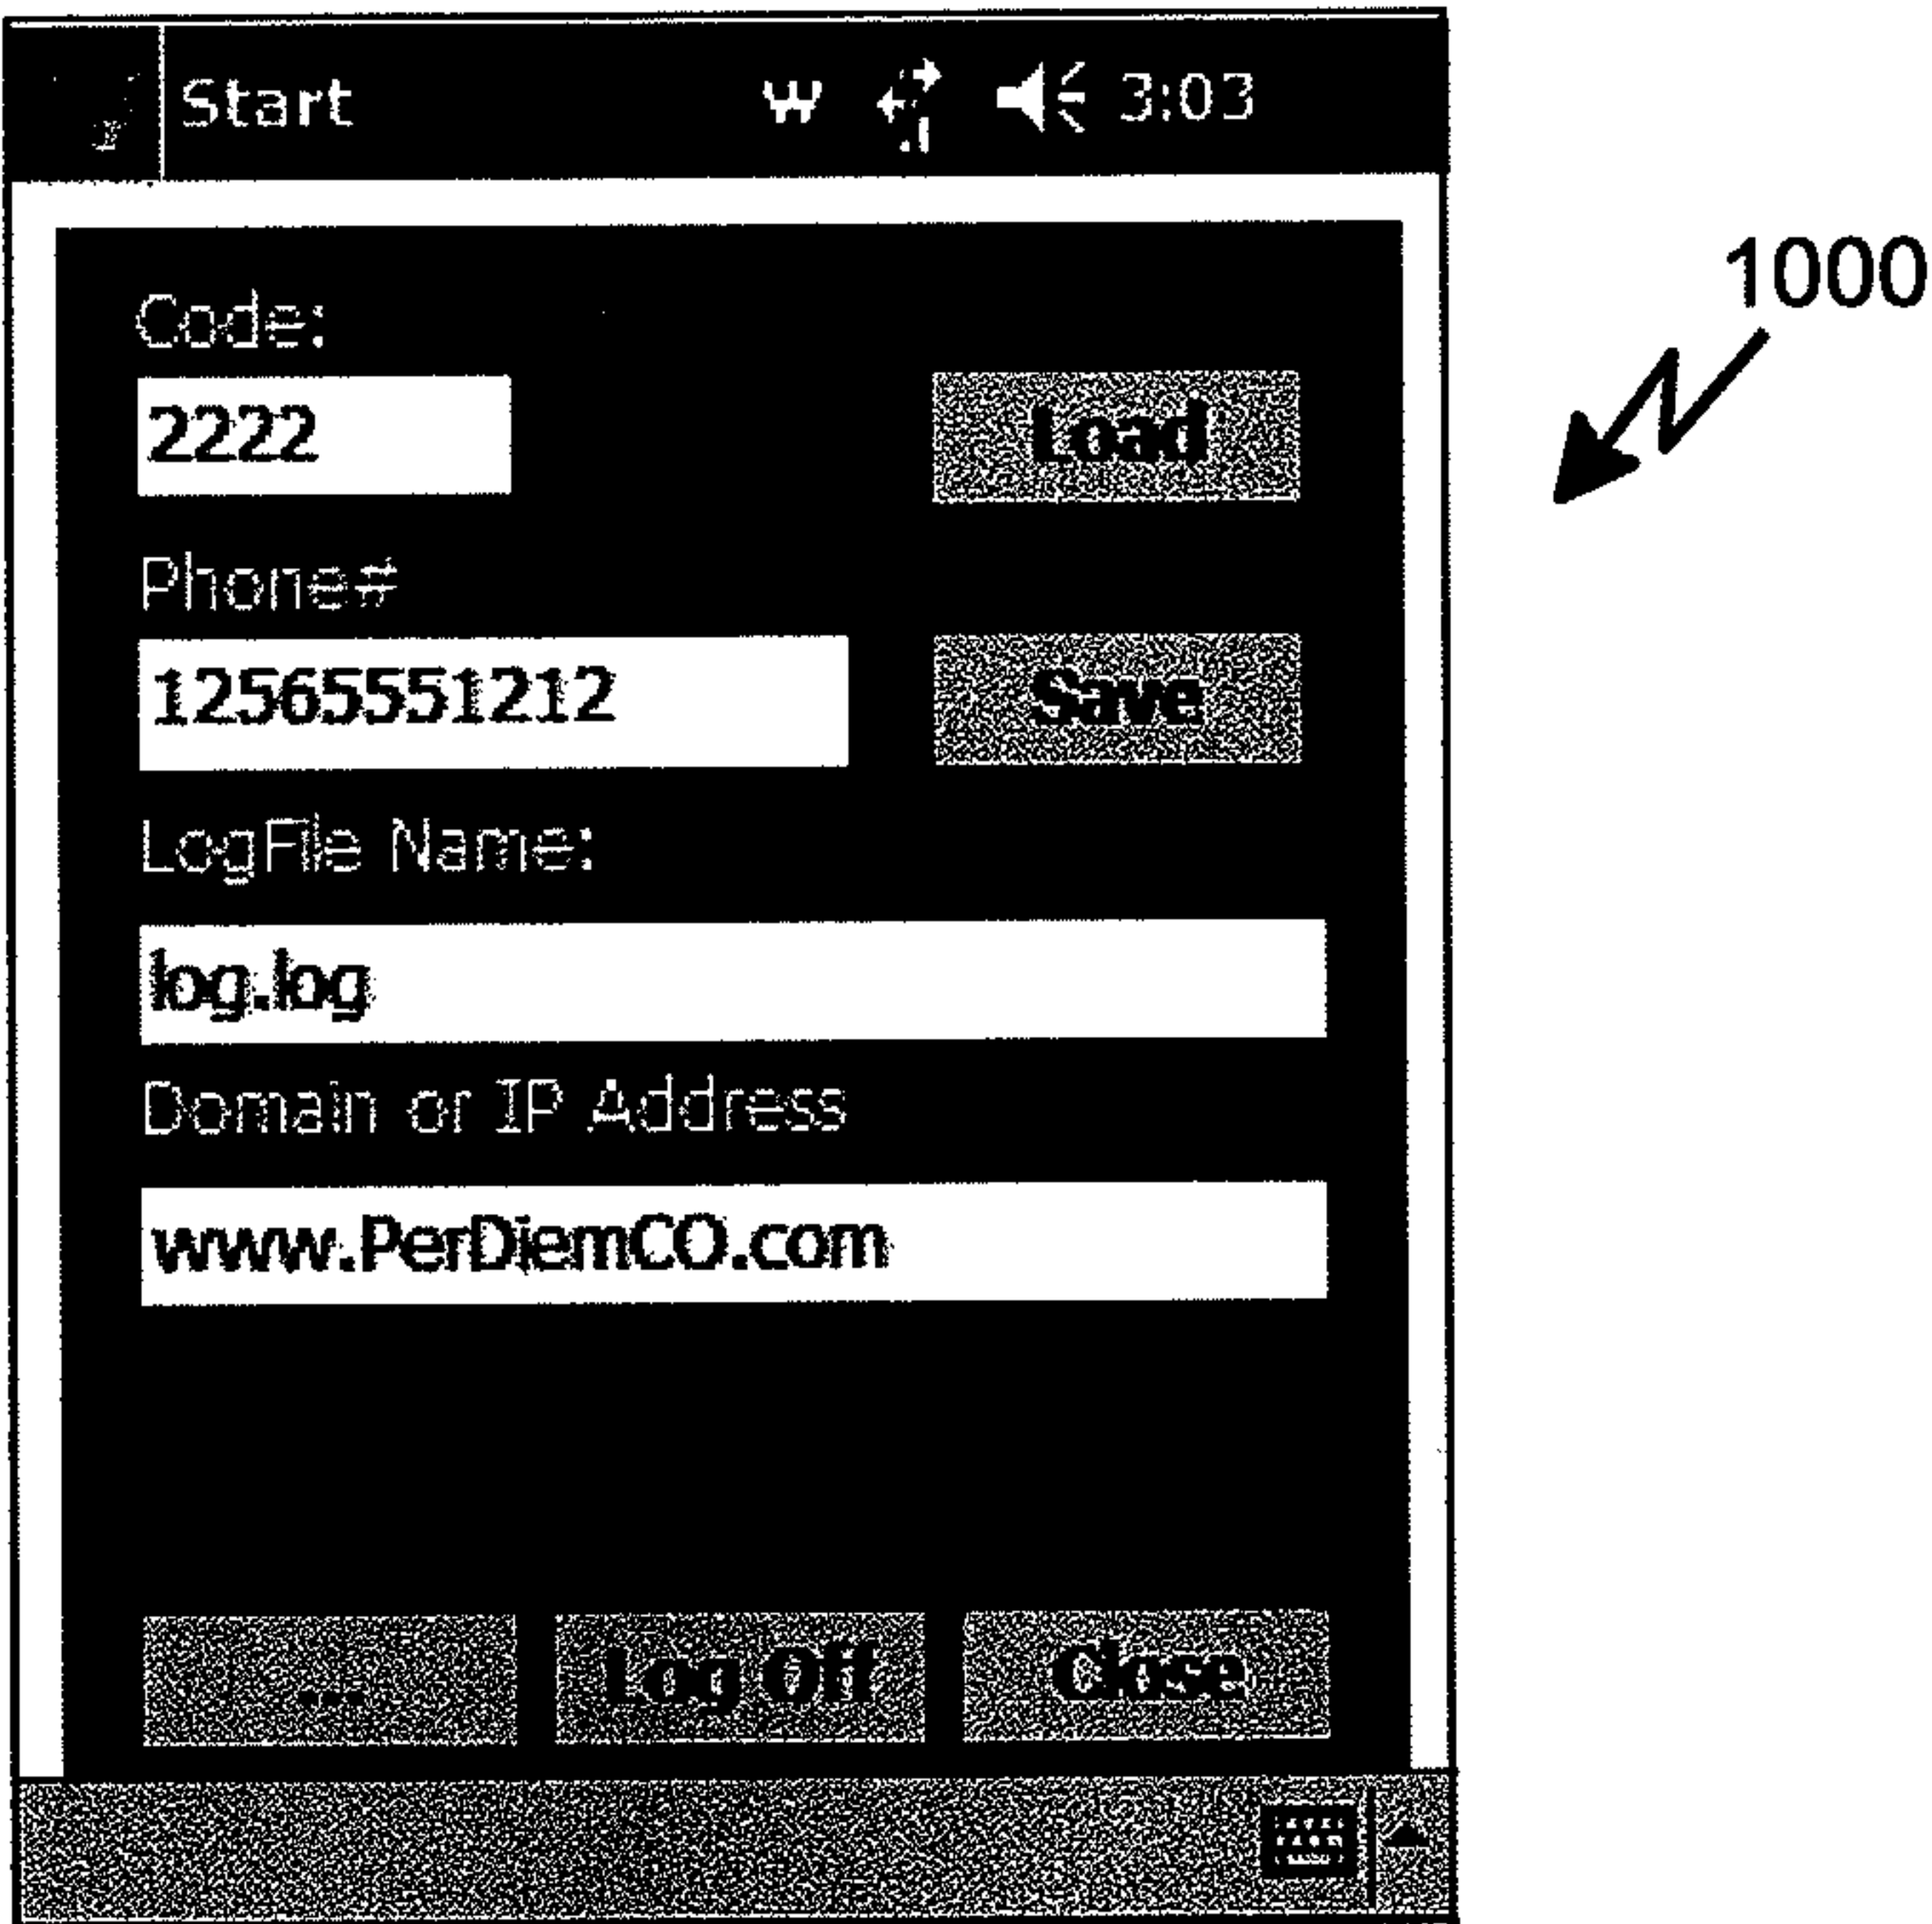 Start 3:03
1000
Code:
2222
Load
Phone#
12565551212
Save
LogFile Name:
log.log
Domain or IP Address
www.PerDiemCO.com
... Log Off Close